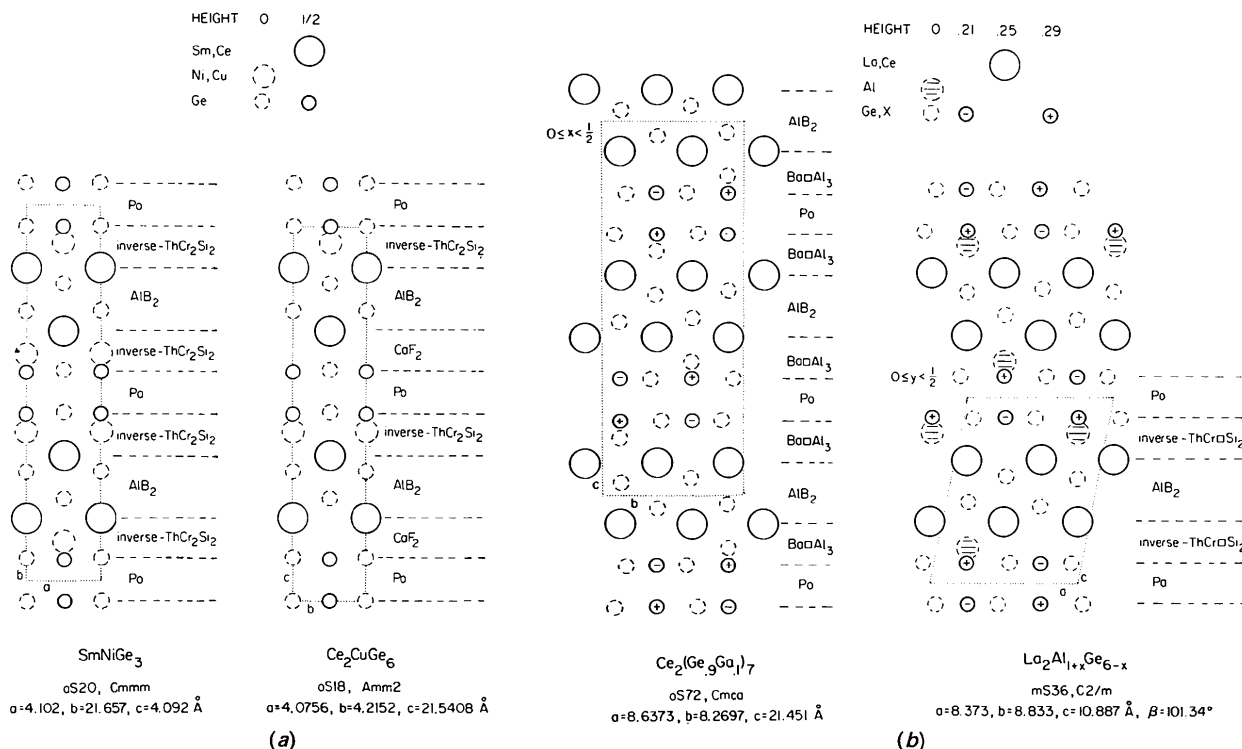 HEIGHT 0 1/2
Sm,Ce
Ni,Cu
Ge
Po
inverse-ThCr2Si2
AlB2
inverse-ThCr2Si2
Po
inverse-ThCr2Si2
AlB2
inverse-ThCr2Si2
Po
b
a
SmNiGe3
oS20, Cmmm
a=4.102, b=21.657, c=4.092 Å
inverse-ThCr2Si2
AlB2
CaF2
Po
inverse-ThCr2Si2
AlB2
CaF2
Po
c
b
Ce2CuGe6
oS18, Amm2
a=4.0756, b=4.2152, c=21.5408 Å
(a)
HEIGHT 0 .21 .25 .29
La,Ce
Al
Ge,X
0≤x<1/2
AlB2
Ba□Al3
Po
Ba□Al3
AlB2
Ba□Al3
Po
Ba□Al3
AlB2
Ba□Al3
Po
c
b
Ce2(Ge.9Ga.1)7
oS72, Cmca
a=8.6373, b=8.2697, c=21.451 Å
0≤y<1/2
Po
inverse-ThCr□Si2
AlB2
inverse-ThCr□Si2
Po
c
a
La2Al1+xGe6-x
mS36, C2/m
a=8.373, b=8.833, c=10.887 Å, β=101.34°
(b)